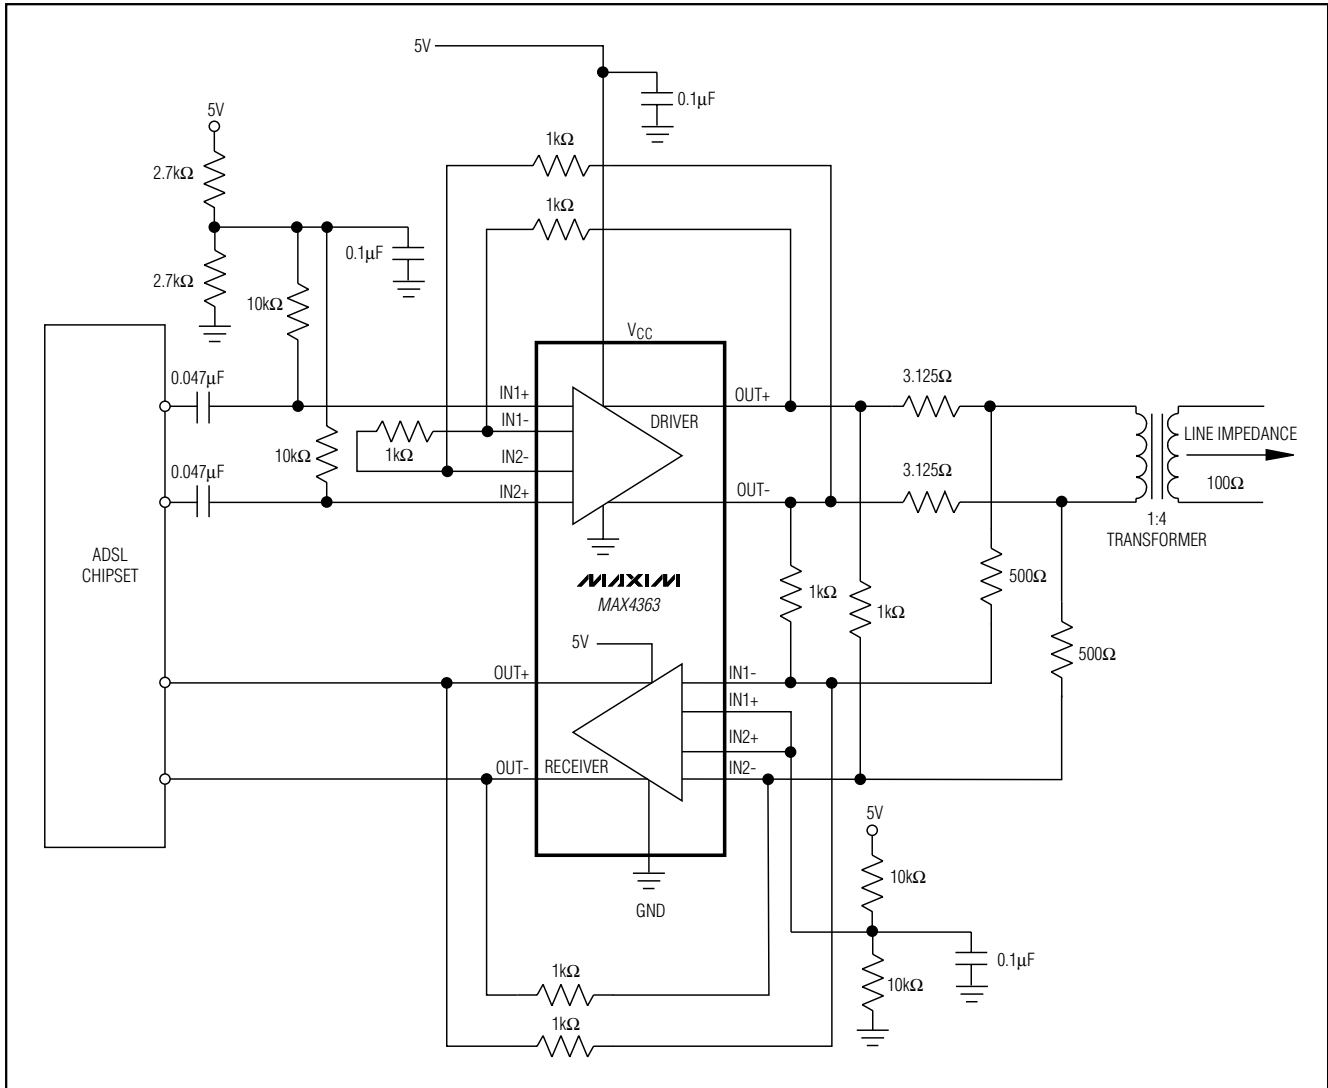 5V
0.1µF
5V
1kΩ
2.7kΩ
1kΩ
0.1µF
2.7kΩ
10kΩ
VCC
0.047µF
3.125Ω
IN1+
OUT+
IN1-
DRIVER
LINE IMPEDANCE
10kΩ
1kΩ
IN2-
0.047µF
3.125Ω
100Ω
IN2+
OUT-
1:4
TRANSFORMER
ADSL
CHIPSET
MAXIM
MAX4363
1kΩ
1kΩ
500Ω
5V
500Ω
OUT+
IN1-
IN1+
IN2+
OUT-
RECEIVER
IN2-
5V
10kΩ
GND
0.1µF
1kΩ
10kΩ
1kΩ